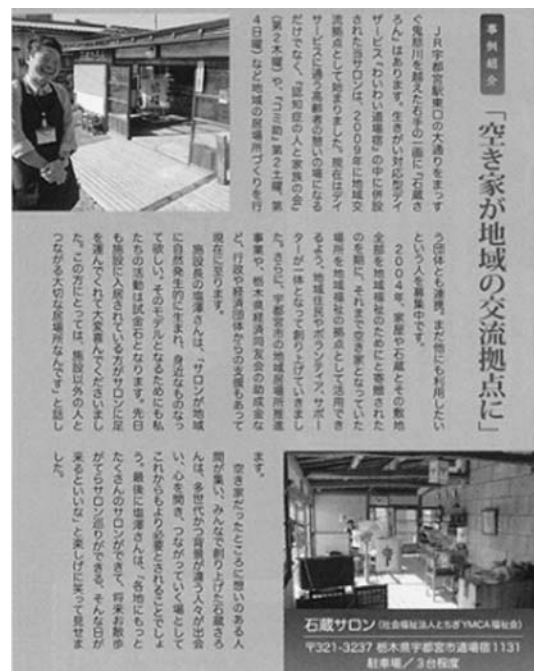 事例紹介
「空き家が地域の交流拠点に」
ＪＲ宇都宮駅東口の大通りをまっす
ぐ鬼怒川を越えた右手の一画に『石蔵さ
ろん』はあります。生きがい対応型デイ
サービス『わいわい道場宿』の中に併設
された当サロンは、２００９年に地域交
流拠点として始まりました。現在はデイ
サービスに通う高齢者の憩いの場になる
だけでなく、『認知症の人と家族の会』
（第２木曜）や、『ゴミ助』第２土曜、第
４日曜）など地域の居場所づくりを行
う団体とも連携。まだ他にも利用したい
という人を募集中です。
２００４年、家屋や石蔵とその敷地
全部を地域福祉のためにと寄贈された
のを期に、それまで空き家となっていた
場所を地域福祉の拠点として活用でき
るよう、地域住民やボランティア、サポー
ターが一体となって創り上げていきまし
た。さらに、宇都宮市の地域居場所推進
事業や、栃木県経済同友会の助成金な
ど、行政や経済団体からの支援もあって
現在に至ります。
施設長の塩澤さんは、「サロンが地域
に自然発生的に生まれ、身近なものなっ
て欲しい。そのモデルとなるためにも私
たちの活動は試金石となります。先日
も施設に入居されている方がサロンに足
を運んでくれて大変喜んでくださいまし
た。この方にとっては、施設以外の人と
つながる大切な居場所なんです」と話し
ます。
空き家だったところに想いのある人
間が集い、みんなで創り上げた石蔵さろ
んは、多世代かつ背景が違う人々が出会
い、心を開き、つながっていく場として
これからもより必要とされることでしょ
う。最後に塩澤さんは、「各地にもっと
たくさんのサロンができて、将来お散歩
がてらサロン巡りができる、そんな日が
来るといいな」と楽しげに笑って見せま
した。
石蔵サロン（社会福祉法人とちぎYMCA福祉会）
〒321-3237 栃木県宇都宮市道場宿1131
駐車場／３台程度